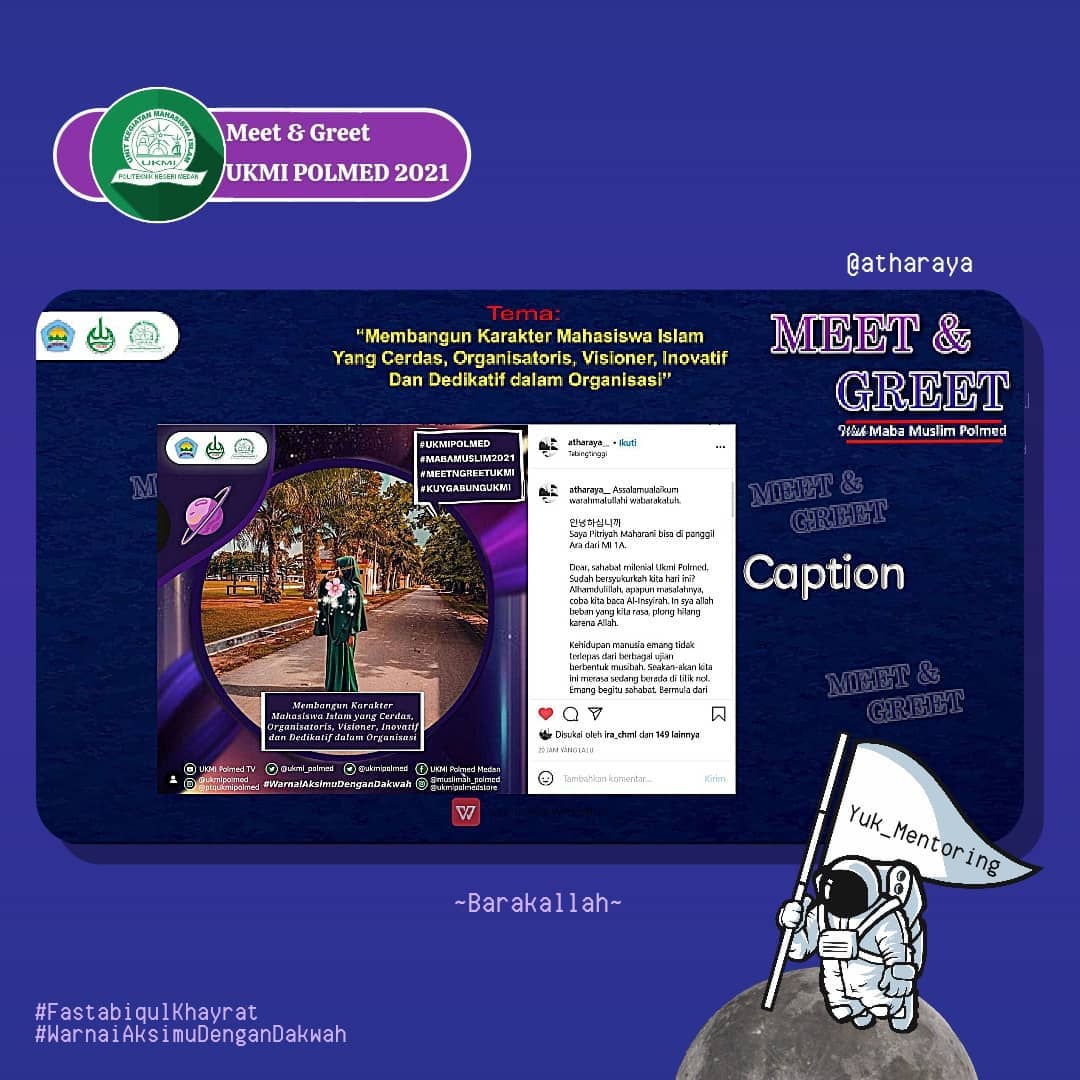 Meet & Greet
UKMI POLMED 2021
UNIT KEGIATAN MAHASISWA ISLAM
UKMI
POLITEKNIK NEGERI MEDAN
@atharaya
Tema:
“Membangun Karakter Mahasiswa Islam
Yang Cerdas, Organisatoris, Visioner, Inovatif
Dan Dedikatif dalam Organisasi”
MEET &
GREET
With Maba Muslim Polmed
#UKMIPOLMED
#MABAMUSLIM2021
#MEETNGREETUKMI
#KUYGABUNGUKMI
Membangun Karakter
Mahasiswa Islam yang Cerdas,
Organisatoris, Visioner, Inovatif
dan Dedikatif dalam Organisasi
UKMI Polmed TV
@ukmi_polmed
@ukmipolmed
UKMI Polmed Medan
@ukmipolmed
@ptqukmipolmed
#WarnaiAksimuDenganDakwah
@muslimah_polmed
@ukmipolmedstore
atharaya__ • Ikuti
Tebingtinggi
atharaya__ Assalamualaikum
warahmatullahi wabarakatuh.
안녕하십니까
Saya Pitriyah Maharani bisa di panggil
Ara dari MI 1A.
Dear, sahabat milenial Ukmi Polmed.
Sudah bersyukurkah kita hari ini?
Alhamdulillah, apapun masalahnya,
coba kita baca Al-Insyirah. In sya allah
beban yang kita rasa, plong hilang
karena Allah.
Kehidupan manusia emang tidak
terlepas dari berbagai ujian
berbentuk musibah. Seakan-akan kita
ini merasa sedang berada di titik nol.
Emang begitu sahabat. Bermula dari
Disukai oleh ira_chml dan 149 lainnya
20 JAM YANG LALU
Tambahkan komentar...
Kirim
M
MEET &
GREET
Caption
MEET &
GREET
Yuk_Mentoring
~Barakallah~
#FastabiqulKhayrat
#WarnaiAksimuDenganDakwah